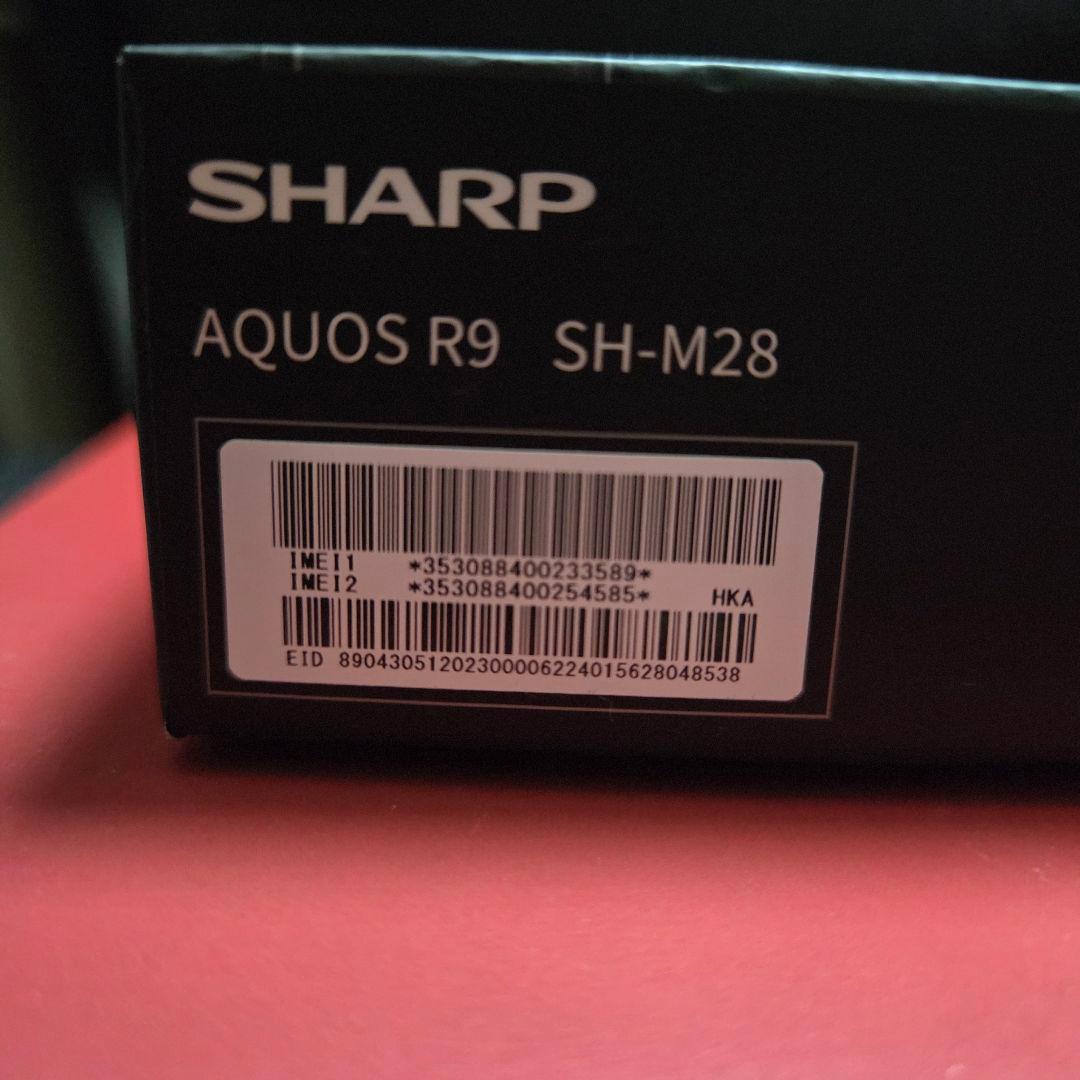 SHARP
AQUOS R9 SH-M28
IMEI1 *353088400233589*
IMEI2 *353088400254585* HKA
EID 89043051202300006224015628048538